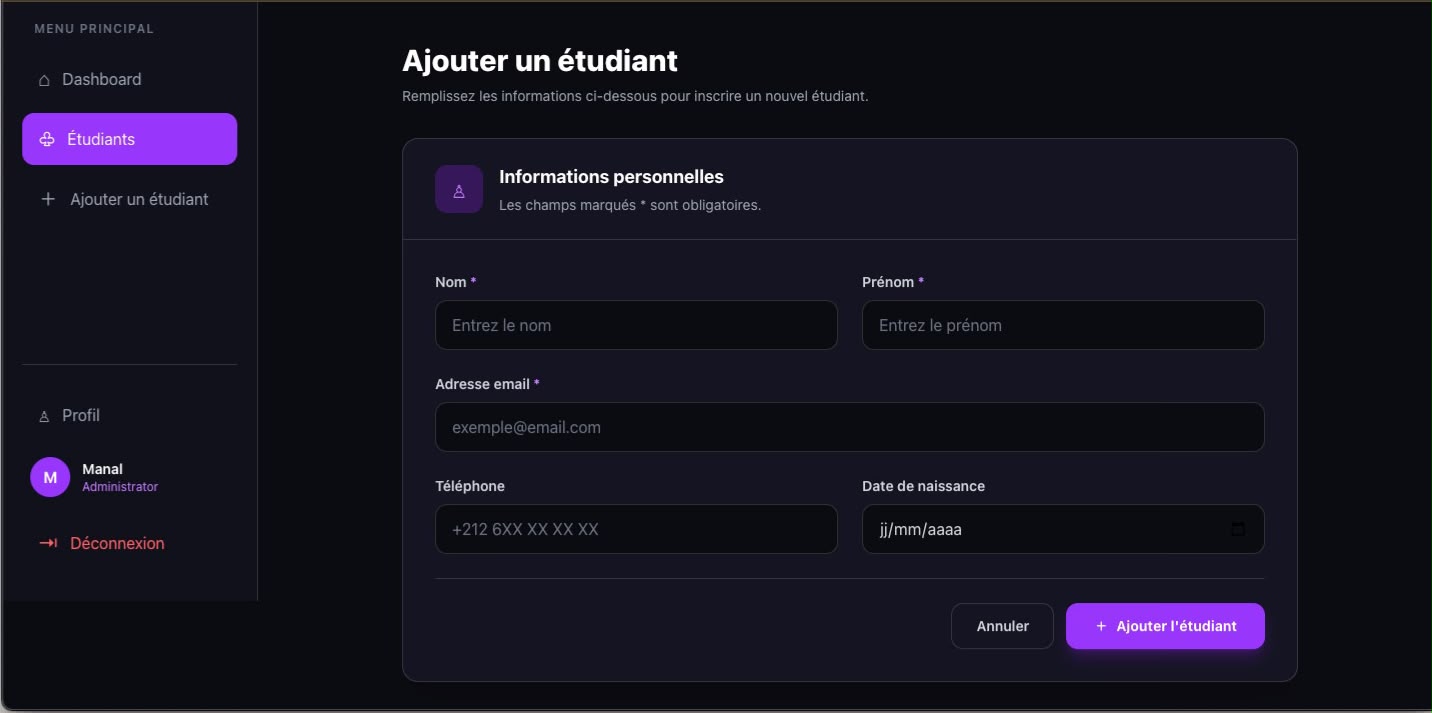 MENU PRINCIPAL
Dashboard
Étudiants
Ajouter un étudiant
Profil
M
Manal
Administrator
Déconnexion
Ajouter un étudiant
Remplissez les informations ci-dessous pour inscrire un nouvel étudiant.
Informations personnelles
Les champs marqués * sont obligatoires.
Nom *
Prénom *
Entrez le nom
Entrez le prénom
Adresse email *
exemple@email.com
Téléphone
Date de naissance
+212 6XX XX XX XX
jj/mm/aaaa
Annuler
+ Ajouter l'étudiant